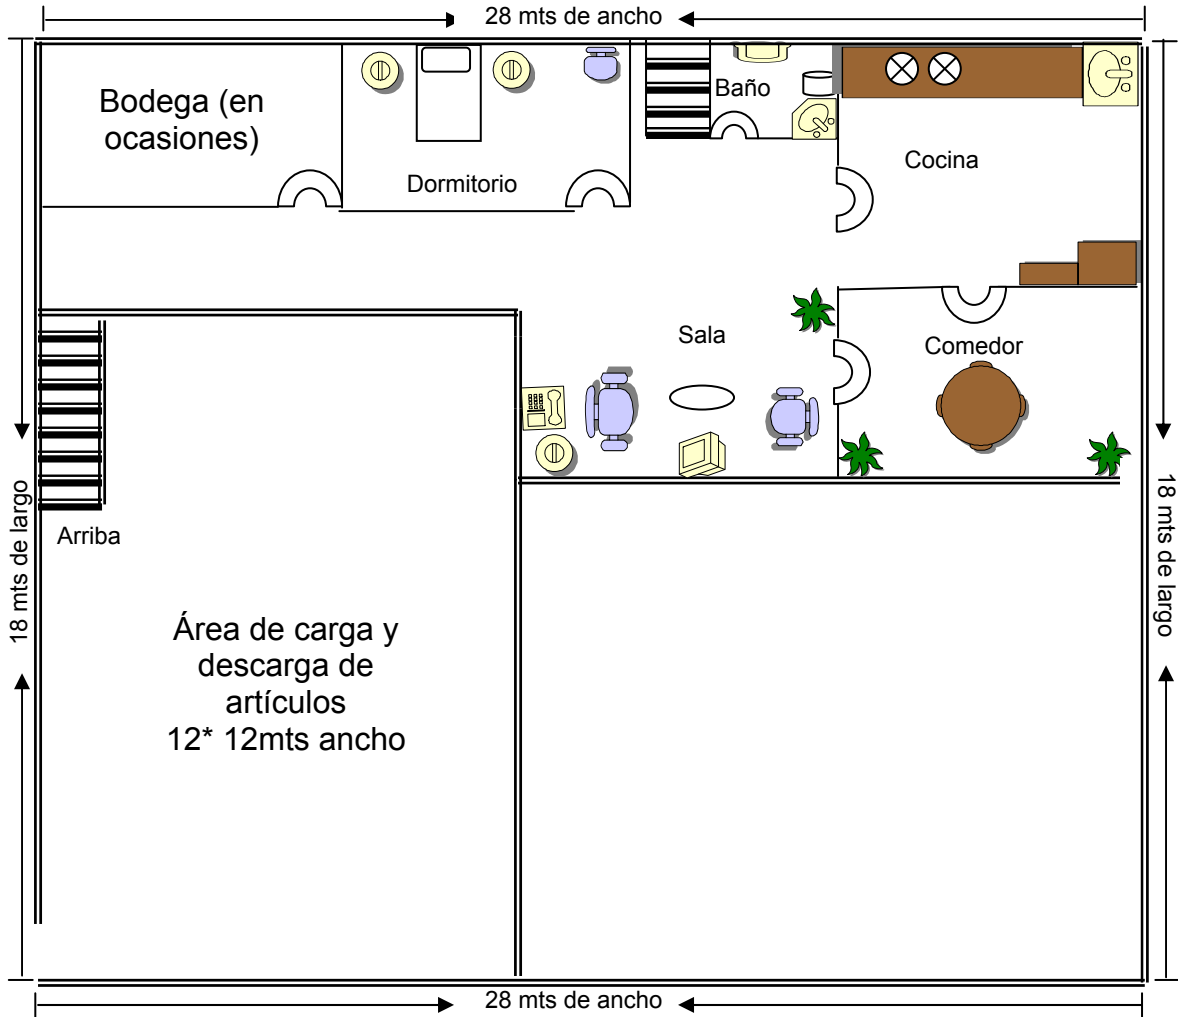 28 mts de ancho
Bodega (en
ocasiones)
Dormitorio
Baño
Cocina
Sala
Comedor
18 mts de largo
18 mts de largo
Arriba
Área de carga y
descarga de
artículos
12* 12mts ancho
28 mts de ancho